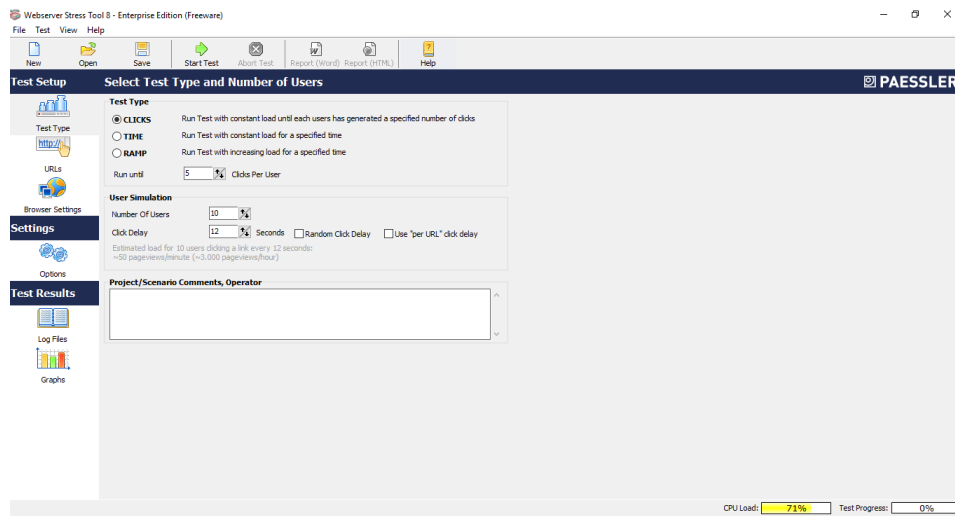 Webserver Stress Tool 8 - Enterprise Edition (Freeware)
File Test View Help
New Open Save Start Test Abort Test Report (Word) Report (HTML) Help
Test Setup
Select Test Type and Number of Users
PAESSLER
Test Type
http://
URLs
Browser Settings
Settings
Options
Test Results
Log Files
Graphs
Test Type
CLICKS Run Test with constant load until each users has generated a specified number of clicks
TIME Run Test with constant load for a specified time
RAMP Run Test with increasing load for a specified time
Run until 5 Clicks Per User
User Simulation
Number Of Users 10
Click Delay 12 Seconds Random Click Delay Use "per URL" click delay
Estimated load for 10 users clicking a link every 12 seconds:
~50 pageviews/minute (~3.000 pageviews/hour)
Project/Scenario Comments, Operator
CPU Load: 71% Test Progress: 0%